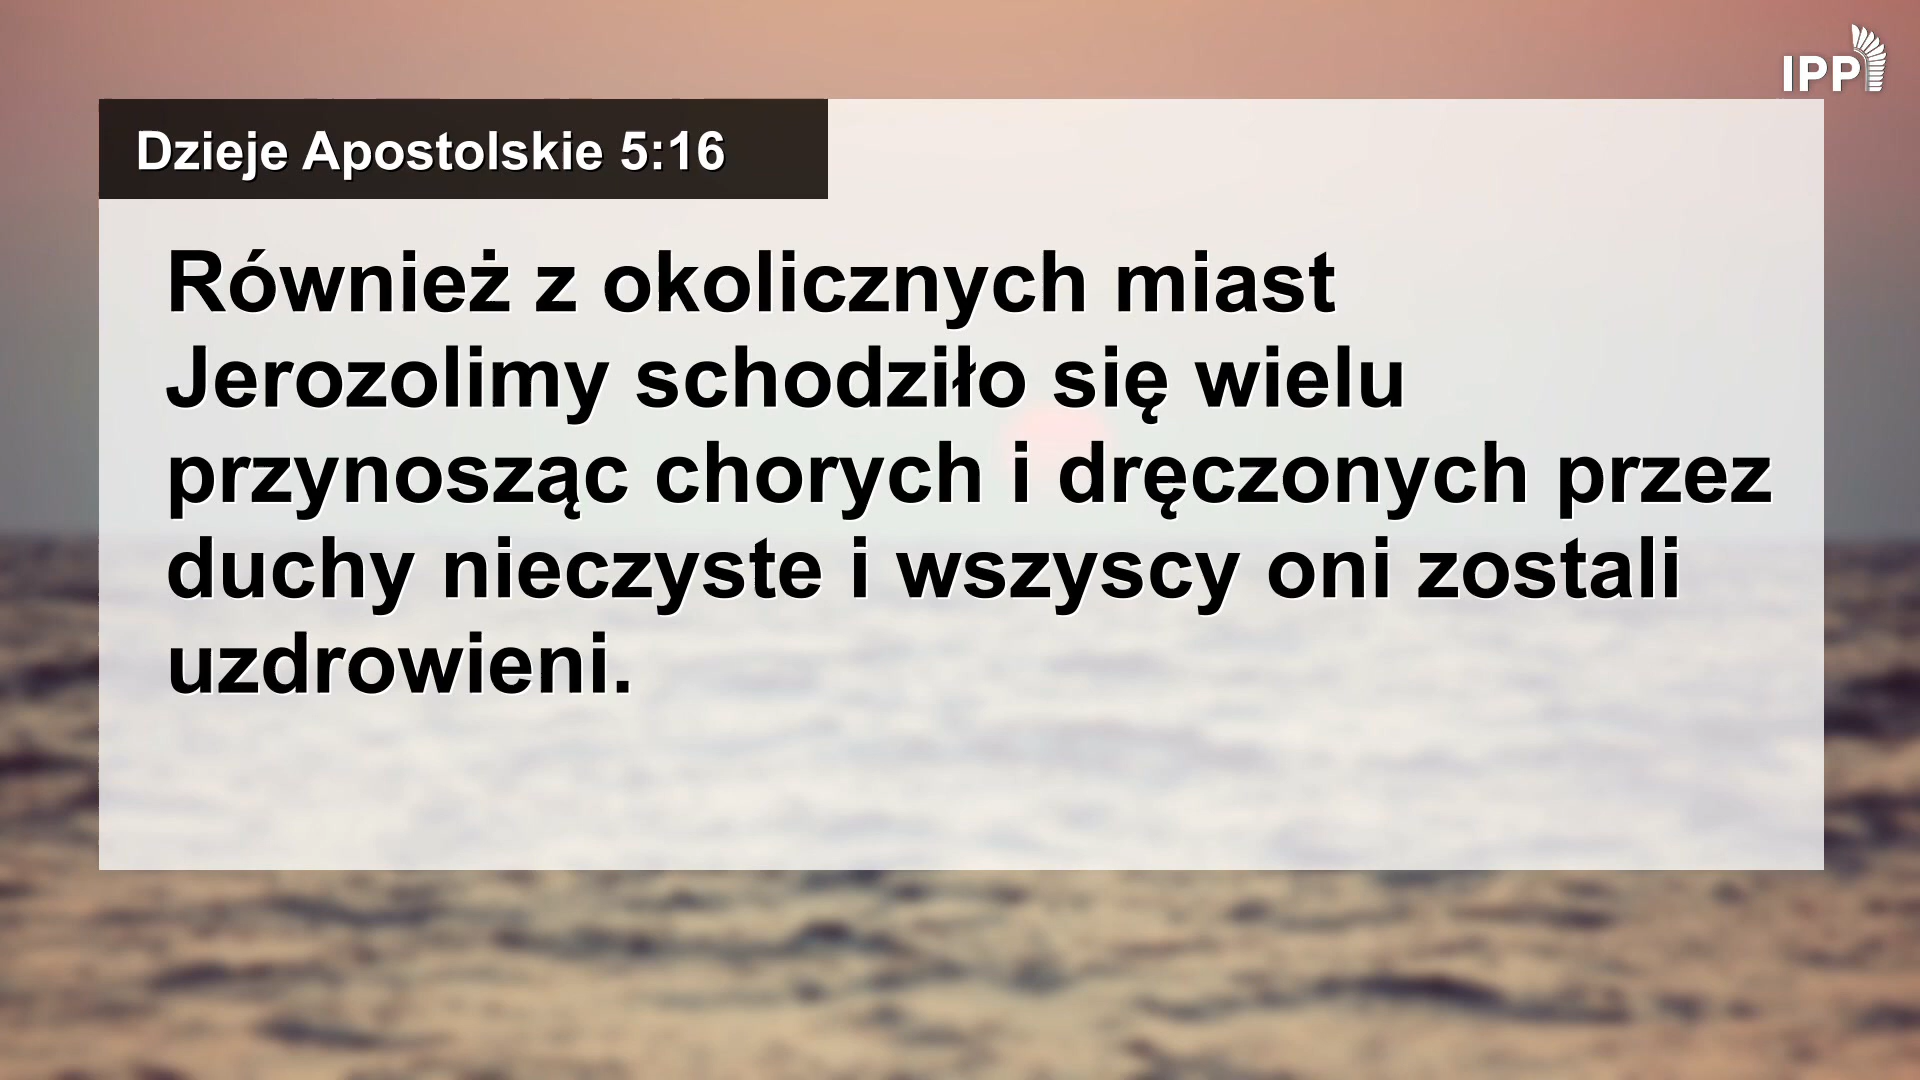 IPP
Dzieje Apostolskie 5:16
Również z okolicznych miast
Jerozolimy schodziło się wielu
przynosząc chorych i dręczonych przez
duchy nieczyste i wszyscy oni zostali
uzdrowieni.